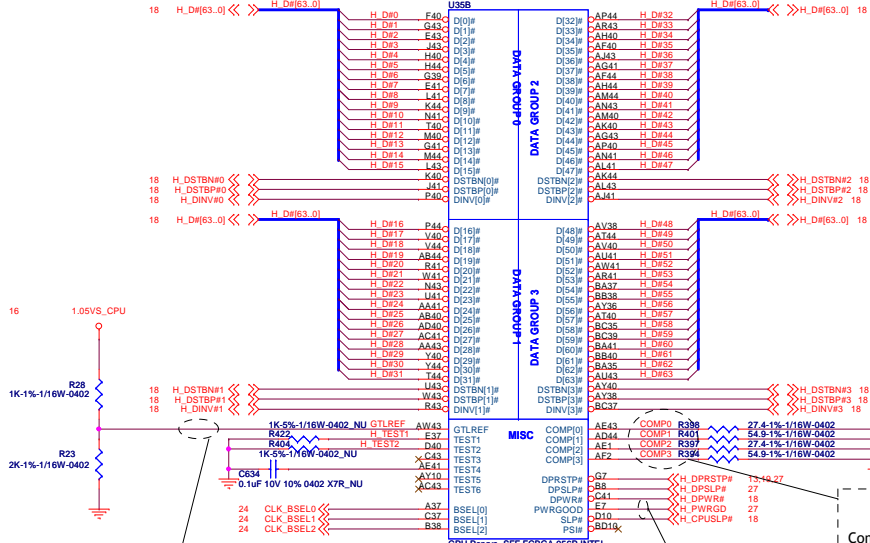 U35B
18 H_D#[63..0]
H_D#[63..0] 18
H_D#0 F40 D[0]# D[32]# AP44 H_D#32
H_D#1 G43 D[1]# D[33]# AR43 H_D#33
H_D#2 E43 D[2]# D[34]# AH40 H_D#34
H_D#3 J43 D[3]# D[35]# AF40 H_D#35
H_D#4 H40 D[4]# D[36]# AJ43 H_D#36
H_D#5 H44 D[5]# D[37]# AG41 H_D#37
H_D#6 G39 D[6]# D[38]# AF44 H_D#38
H_D#7 E41 D[7]# D[39]# AH44 H_D#39
H_D#8 L41 D[8]# D[40]# AM44 H_D#40
H_D#9 K44 D[9]# D[41]# AN43 H_D#41
H_D#10 N41 D[10]# D[42]# AM40 H_D#42
H_D#11 T40 D[11]# D[43]# AK40 H_D#43
H_D#12 M40 D[12]# D[44]# AG43 H_D#44
H_D#13 G41 D[13]# D[45]# AP40 H_D#45
H_D#14 M44 D[14]# D[46]# AN41 H_D#46
H_D#15 L43 D[15]# D[47]# AL41 H_D#47
18 H_DSTBN#0 K40 DSTBN[0]# DSTBN[2]# AK44 H_DSTBN#2 18
18 H_DSTBP#0 J41 DSTBP[0]# DSTBP[2]# AL43 H_DSTBP#2 18
18 H_DINV#0 P40 DINV[0]# DINV[2]# AJ41 H_DINV#2 18
DATA GROUP 0
DATA GROUP 2
18 H_D#[63..0]
H_D#[63..0] 18
H_D#16 P44 D[16]# D[48]# AV38 H_D#48
H_D#17 V40 D[17]# D[49]# AT44 H_D#49
H_D#18 V44 D[18]# D[50]# AV40 H_D#50
H_D#19 AB44 D[19]# D[51]# AU41 H_D#51
H_D#20 R41 D[20]# D[52]# AW41 H_D#52
H_D#21 W41 D[21]# D[53]# AR41 H_D#53
H_D#22 N43 D[22]# D[54]# BA37 H_D#54
H_D#23 U41 D[23]# D[55]# BB38 H_D#55
H_D#24 AA41 D[24]# D[56]# AY36 H_D#56
H_D#25 AB40 D[25]# D[57]# AT40 H_D#57
H_D#26 AD40 D[26]# D[58]# BC35 H_D#58
H_D#27 AC41 D[27]# D[59]# BC39 H_D#59
H_D#28 AA43 D[28]# D[60]# BA41 H_D#60
H_D#29 Y40 D[29]# D[61]# BB40 H_D#61
H_D#30 Y44 D[30]# D[62]# BA35 H_D#62
H_D#31 T44 D[31]# D[63]# AU43 H_D#63
18 H_DSTBN#1 U43 DSTBN[1]# DSTBN[3]# AY40 H_DSTBN#3 18
18 H_DSTBP#1 W43 DSTBP[1]# DSTBP[3]# AY38 H_DSTBP#3 18
18 H_DINV#1 R43 DINV[1]# DINV[3]# BC37 H_DINV#3 18
DATA GROUP 1
DATA GROUP 3
16 1.05VS_CPU
R28
1K-1%-1/16W-0402
R23
2K-1%-1/16W-0402
MISC
GTLREF AW43 GTLREF
1K-5%-1/16W-0402_NU
R422 H_TEST1 E37 TEST1
R404 H_TEST2 D40 TEST2
1K-5%-1/16W-0402_NU
C43 TEST3
AE41 TEST4
AY10 TEST5
AC43 TEST6
C634
0.1uF 10V 10% 0402 X7R_NU
COMP[0] AE43 COMP0 R398 27.4-1%-1/16W-0402
COMP[1] AD44 COMP1 R401 54.9-1%-1/16W-0402
COMP[2] AE1 COMP2 R397 27.4-1%-1/16W-0402
COMP[3] AF2 COMP3 R394 54.9-1%-1/16W-0402
DPRSTP# G7 H_DPRSTP# 13,19,27
DPSLP# B8 H_DPSLP# 27
DPWR# C41 H_DPWR# 18
PWRGOOD E7 H_PWRGD 27
SLP# D10 H_CPUSLP# 18
PSI# BD10
24 CLK_BSEL0 A37 BSEL[0]
24 CLK_BSEL1 C37 BSEL[1]
24 CLK_BSEL2 B38 BSEL[2]